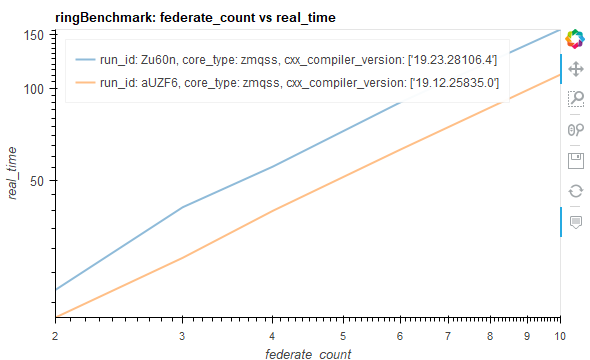 ringBenchmark: federate_count vs real_time
run_id: Zu60n, core_type: zmqss, cxx_compiler_version: ['19.23.28106.4']
run_id: aUZF6, core_type: zmqss, cxx_compiler_version: ['19.12.25835.0']
150
100
50
real_time
2 3 4 5 6 7 8 9 10
federate_count